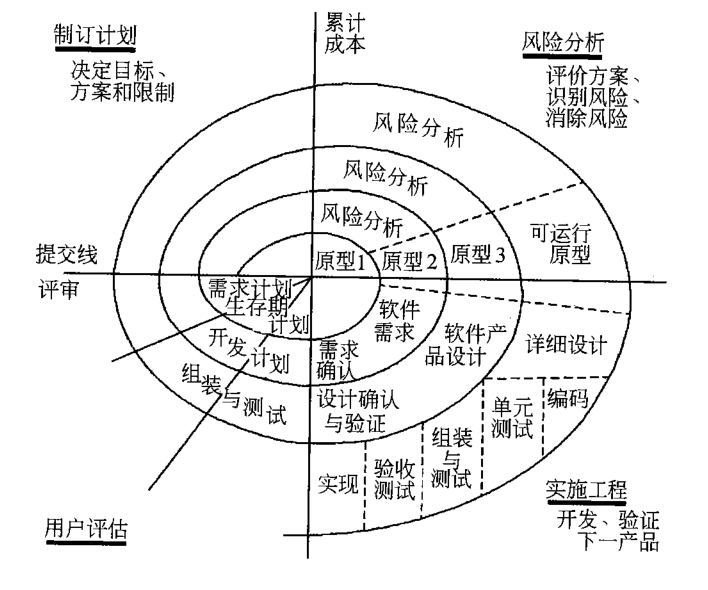 制订计划
决定目标、
方案和限制
累计
成本
风险分析
评价方案、
识别风险、
消除风险
风险分析
风险分析
风险分析
提交线
评审
原型1
原型2
原型3
可运行
原型
需求计划
生存期
计划
开发计划
组装与测试
需求
确认
软件
需求
软件产
品设计
详细设计
设计确认
与验证
实现
验收
测试
组装
与
测试
单元
测试
编码
用户评估
实施工程
开发、验证
下一产品